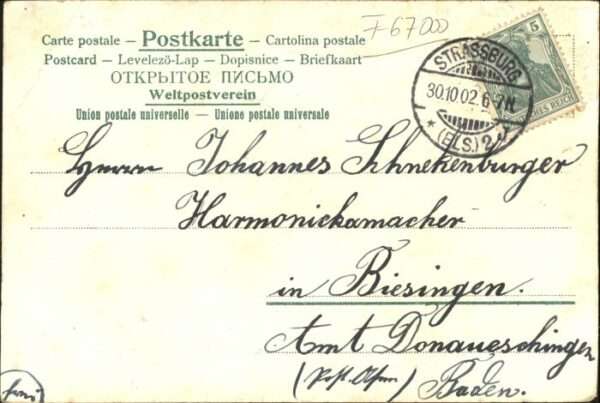 F 67000
Carte postale — Postkarte — Cartolina postale
Postcard — Levelező-Lap — Dopisnice — Briefkaart
ОТКРЫТОЕ ПИСЬМО
Weltpostverein
Union postale universelle — Unione postale universale
5
STRASSBURG
30.10.02.6-7N
* (ELS.) 2
HES REICH
Herrn Johannes Schnekenburger
Harmonickamacher
in Biesingen.
Amt Donaueschingen
Baden.